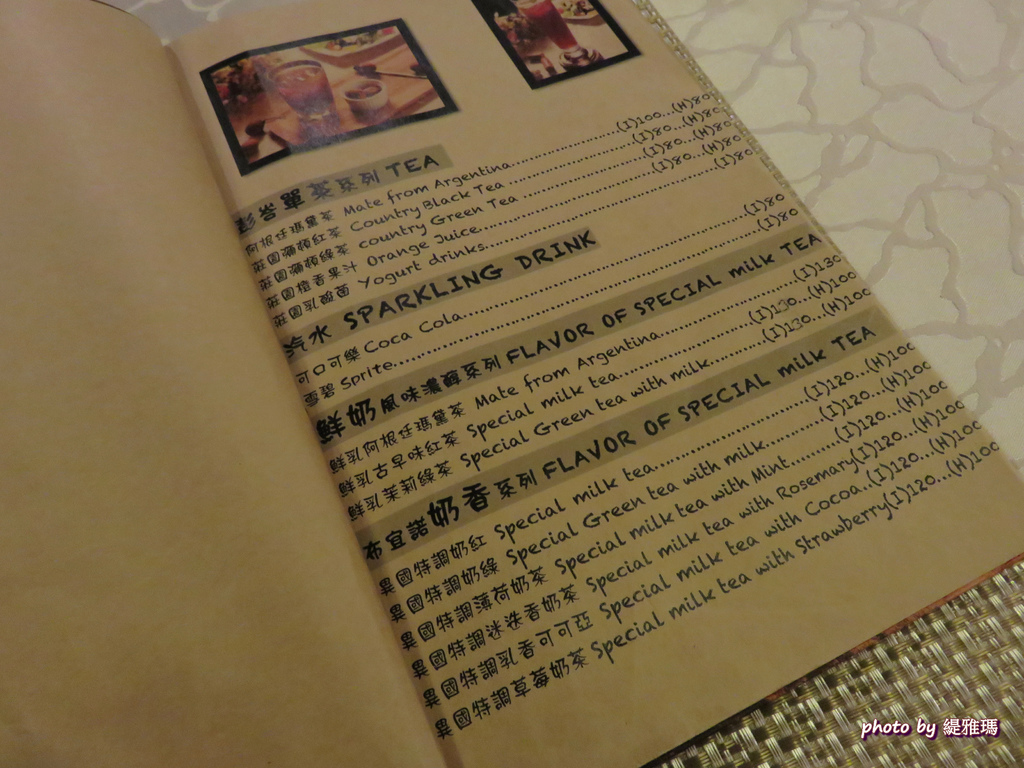 彭峇單 茶系列 TEA
阿根廷瑪黛茶 Mate from Argentina..............(I)100...(H)80
莊園瀰頓紅茶 Country Black Tea ....................(I)80...(H)80
莊園瀰頓綠茶 country Green Tea ....................(I)80...(H)80
莊園橙香果汁 Orange Juice...........................(I)80...(H)80
莊園乳酸菌 Yogurt drinks...................................(I)80
汽水 SPARKLING DRINK
可口可樂 Coca Cola..........................................(I)80
雪碧 Sprite....................................................(I)80
鮮奶風味濃醇系列 FLAVOR OF SPECIAL milk TEA
鮮乳阿根廷瑪黛茶 Mate from Argentina....................(I)130
鮮乳古早味紅茶 Special milk tea....................(I)130...(H)100
鮮乳茉莉綠茶 Special Green tea with milk..........(I)130...(H)100
布宜諾奶香系列 FLAVOR OF SPECIAL milk TEA
異國特調奶紅 Special milk tea.......................(I)120...(H)100
異國特調奶綠 Special Green tea with milk..........(I)120...(H)100
異國特調薄荷奶茶 Special milk tea with Mint..........(I)120...(H)100
異國特調迷迭香奶茶 Special milk tea with Rosemary(I)120...(H)100
異國特調乳香可可亞 Special milk tea with Cocoa..(I)120...(H)100
異國特調草莓奶茶 Special milk tea with Strawberry(I)120...(H)100
photo by 緹雅瑪